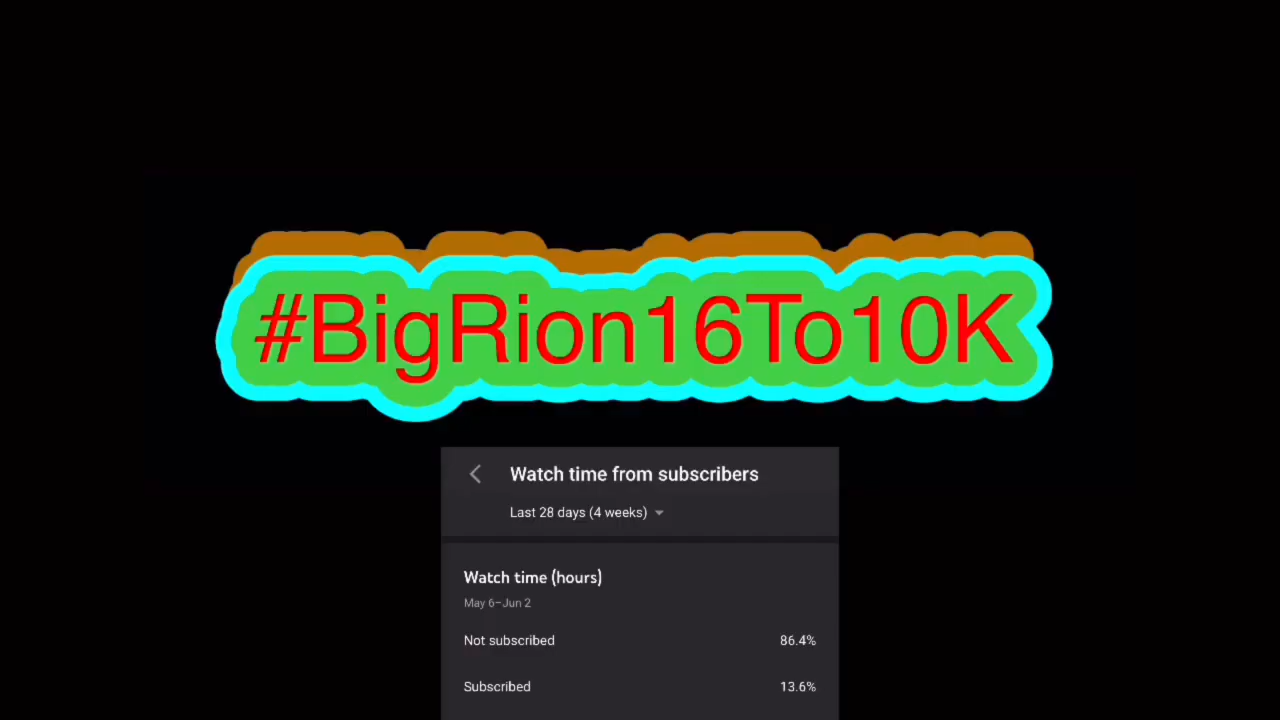 #BigRion16To10K
Watch time from subscribers
Last 28 days (4 weeks)
Watch time (hours)
May 6–Jun 2
Not subscribed 86.4%
Subscribed 13.6%